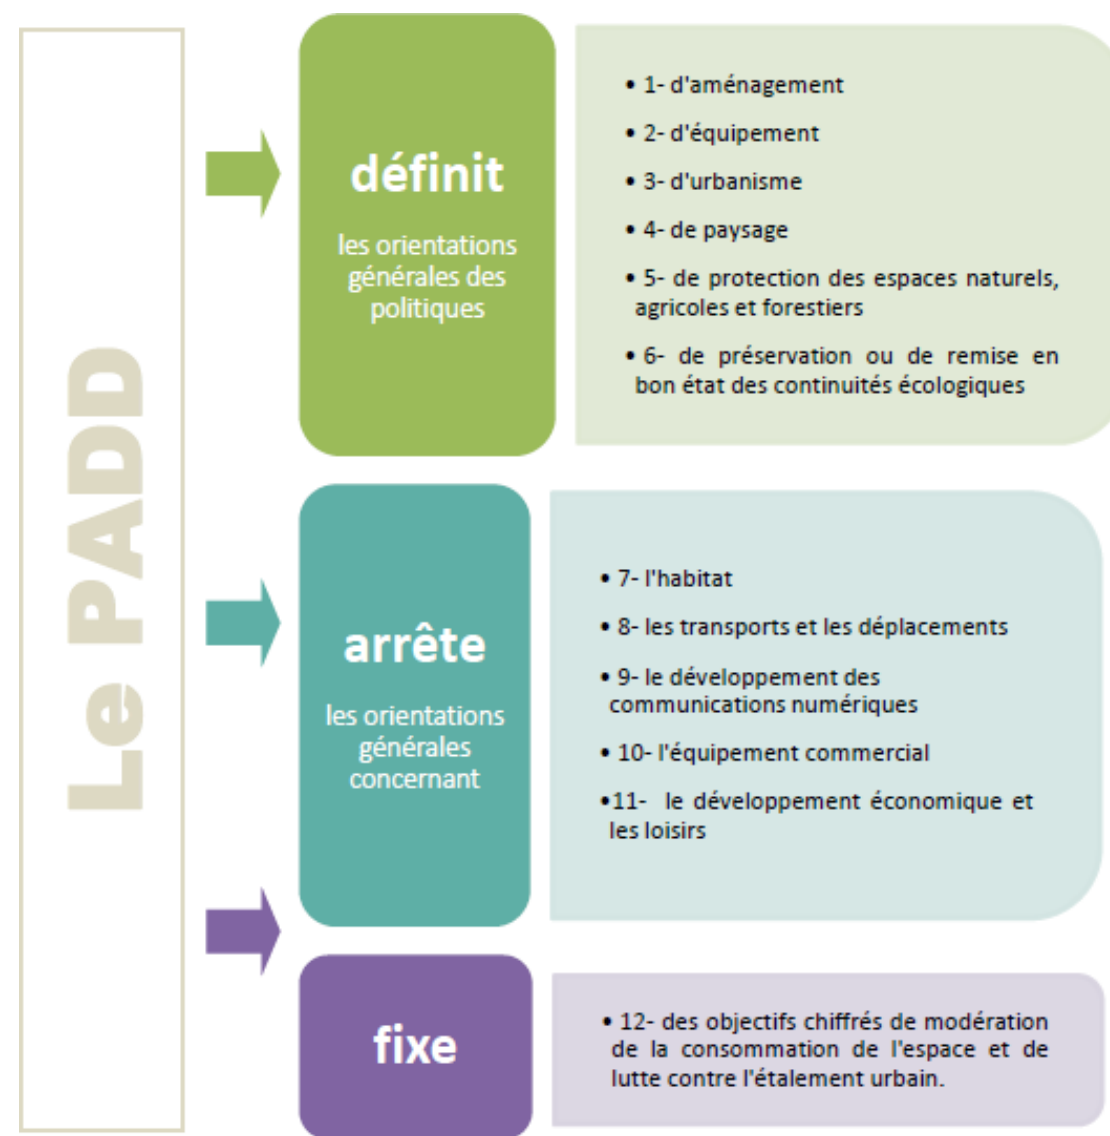 Le PADD
définit
les orientations
générales des
politiques
• 1- d'aménagement
• 2- d'équipement
• 3- d'urbanisme
• 4- de paysage
• 5- de protection des espaces naturels,
agricoles et forestiers
• 6- de préservation ou de remise en
bon état des continuités écologiques
arrête
les orientations
générales
concernant
• 7- l'habitat
• 8- les transports et les déplacements
• 9- le développement des
communications numériques
• 10- l'équipement commercial
•11- le développement économique et
les loisirs
fixe
• 12- des objectifs chiffrés de modération
de la consommation de l'espace et de
lutte contre l'étalement urbain.